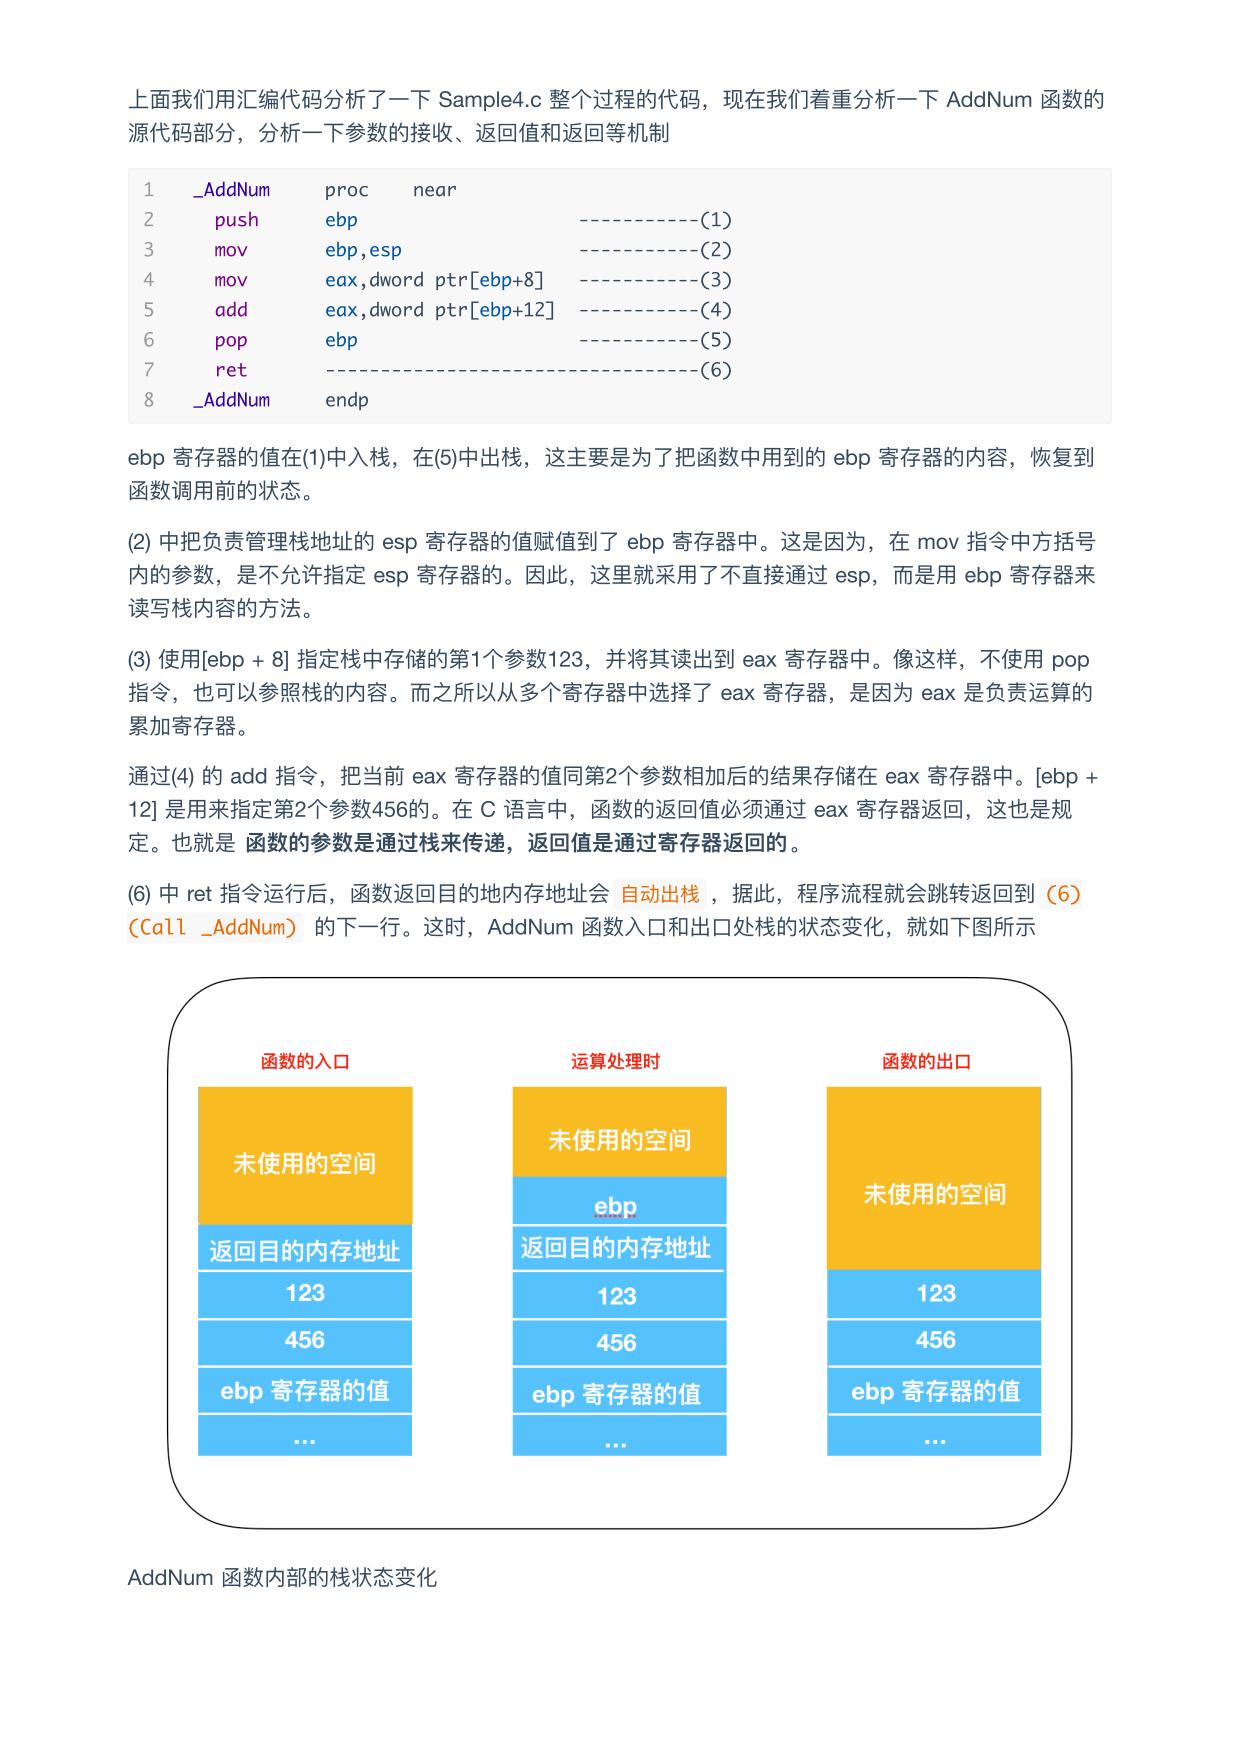 上面我们用汇编代码分析了一下 Sample4.c 整个过程的代码，现在我们着重分析一下 AddNum 函数的
源代码部分，分析一下参数的接收、返回值和返回等机制
1 _AddNum proc near
2 push ebp -----------(1)
3 mov ebp,esp -----------(2)
4 mov eax,dword ptr[ebp+8] -----------(3)
5 add eax,dword ptr[ebp+12] -----------(4)
6 pop ebp -----------(5)
7 ret ----------------------------------(6)
8 _AddNum endp
ebp 寄存器的值在(1)中入栈，在(5)中出栈，这主要是为了把函数中用到的 ebp 寄存器的内容，恢复到
函数调用前的状态。
(2) 中把负责管理栈地址的 esp 寄存器的值赋值到了 ebp 寄存器中。这是因为，在 mov 指令中方括号
内的参数，是不允许指定 esp 寄存器的。因此，这里就采用了不直接通过 esp，而是用 ebp 寄存器来
读写栈内容的方法。
(3) 使用[ebp + 8] 指定栈中存储的第1个参数123，并将其读出到 eax 寄存器中。像这样，不使用 pop
指令，也可以参照栈的内容。而之所以从多个寄存器中选择了 eax 寄存器，是因为 eax 是负责运算的
累加寄存器。
通过(4) 的 add 指令，把当前 eax 寄存器的值同第2个参数相加后的结果存储在 eax 寄存器中。[ebp +
12] 是用来指定第2个参数456的。在 C 语言中，函数的返回值必须通过 eax 寄存器返回，这也是规
定。也就是 函数的参数是通过栈来传递，返回值是通过寄存器返回的。
(6) 中 ret 指令运行后，函数返回目的地内存地址会 自动出栈 ，据此，程序流程就会跳转返回到 (6)
(Call _AddNum) 的下一行。这时，AddNum 函数入口和出口处栈的状态变化，就如下图所示
函数的入口
未使用的空间
返回目的内存地址
123
456
ebp 寄存器的值
...
运算处理时
未使用的空间
ebp
返回目的内存地址
123
456
ebp 寄存器的值
...
函数的出口
未使用的空间
123
456
ebp 寄存器的值
...
AddNum 函数内部的栈状态变化